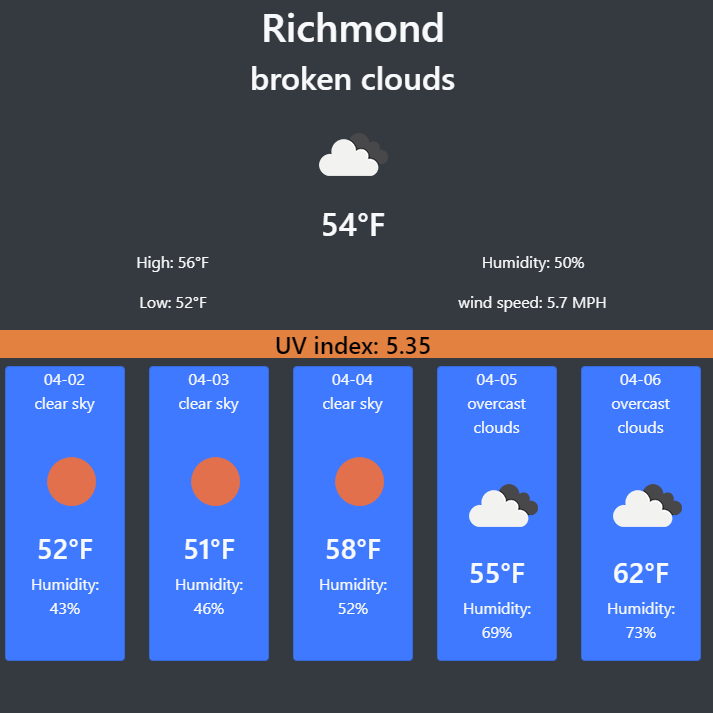 Richmond
broken clouds
54°F
High: 56°F
Humidity: 50%
Low: 52°F
wind speed: 5.7 MPH
UV index: 5.35
04-02
clear sky
52°F
Humidity:
43%
04-03
clear sky
51°F
Humidity:
46%
04-04
clear sky
58°F
Humidity:
52%
04-05
overcast
clouds
55°F
Humidity:
69%
04-06
overcast
clouds
62°F
Humidity:
73%